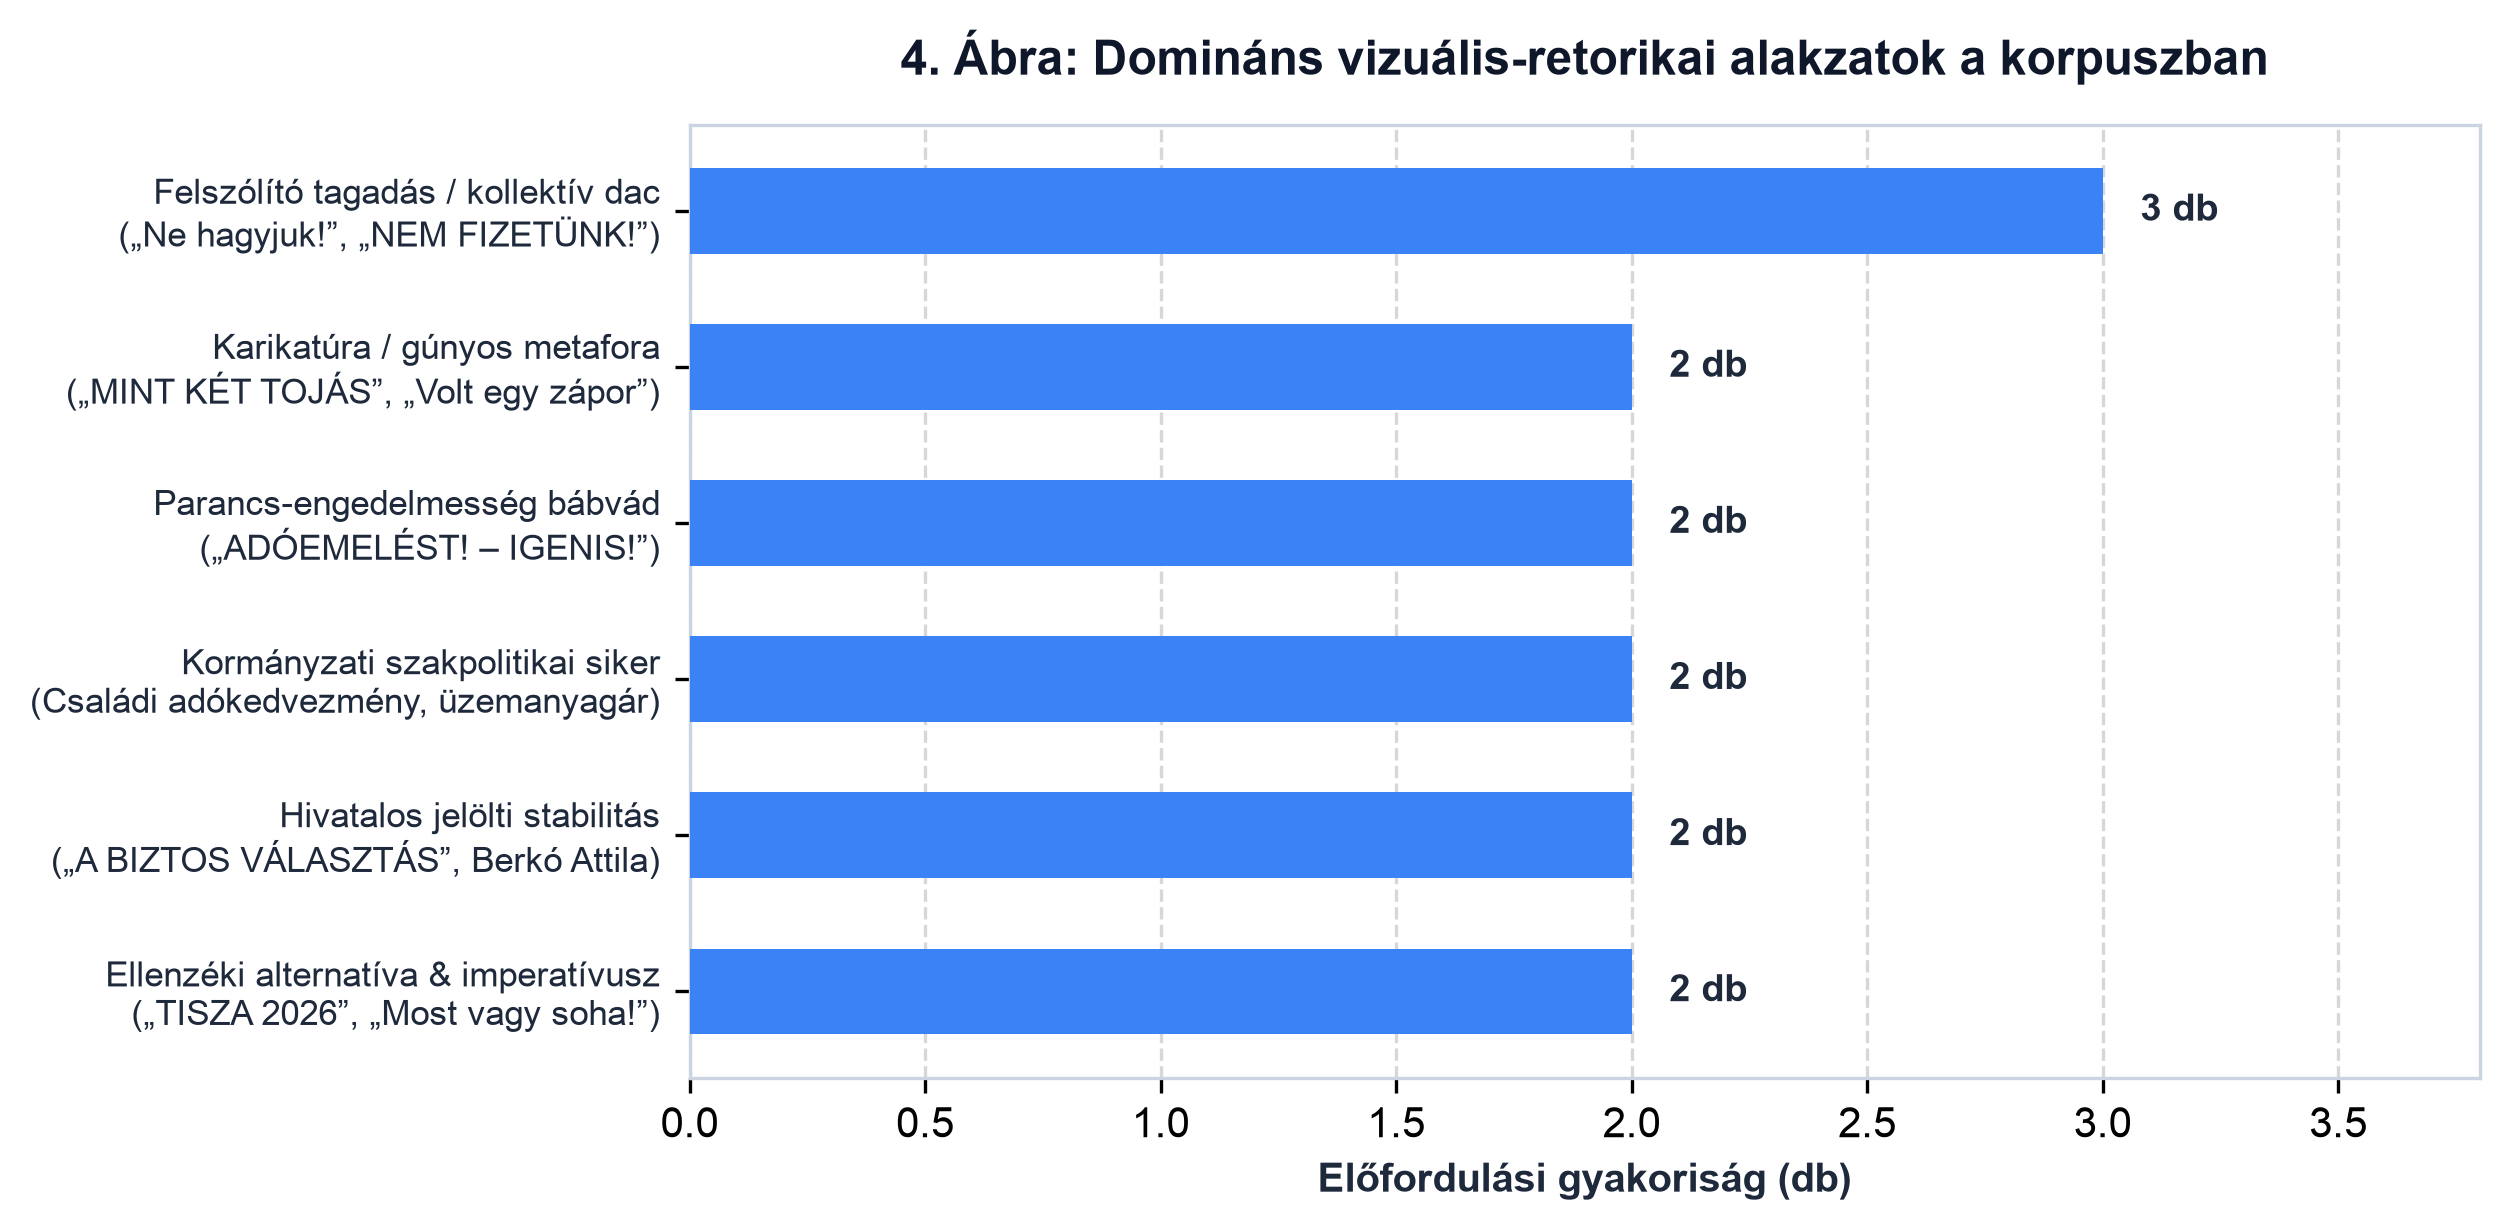 4. Ábra: Domináns vizuális-retorikai alakzatok a korpuszban
Felszólító tagadás / kollektív dac
(„Ne hagyjuk!”, „NEM FIZETÜNK!”)
3 db
Karikatúra / gúnyos metafora
(„MINT KÉT TOJÁS”, „Volt egy zápor”)
2 db
Parancs-engedelmesség bábvád
(„ADÓEMELÉST! – IGENIS!”)
2 db
Kormányzati szakpolitikai siker
(Családi adókedvezmény, üzemanyagár)
2 db
Hivatalos jelölti stabilitás
(„A BIZTOS VÁLASZTÁS”, Berkó Attila)
2 db
Ellenzéki alternatíva & imperatívusz
(„TISZA 2026”, „Most vagy soha!”)
2 db
0.0 0.5 1.0 1.5 2.0 2.5 3.0 3.5
Előfordulási gyakoriság (db)